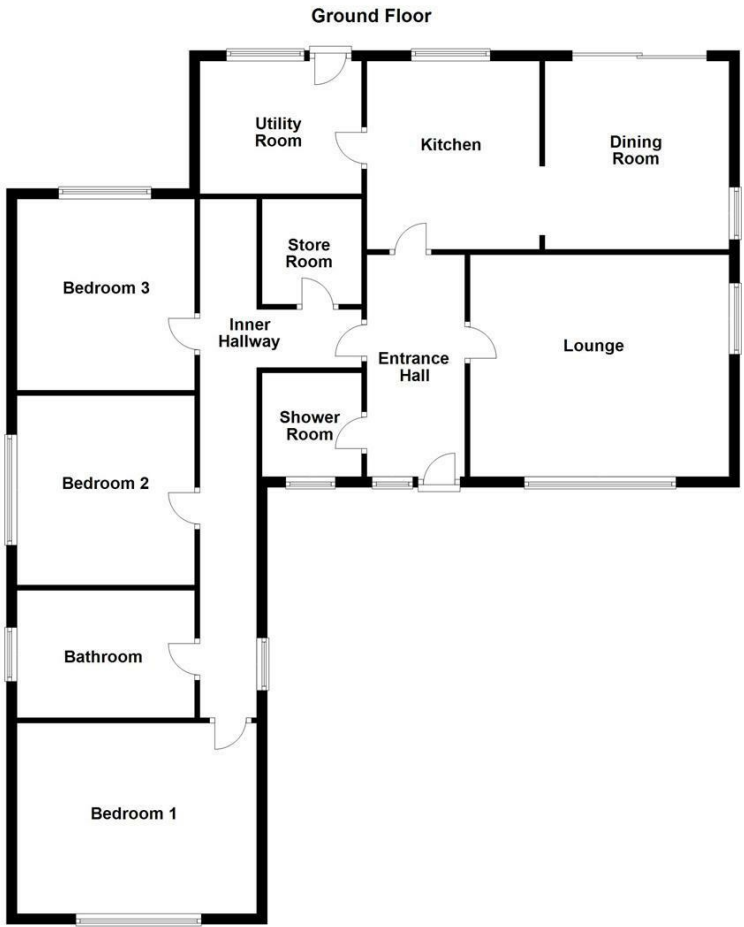 Ground Floor
Utility
Room
Kitchen
Dining
Room
Store
Room
Bedroom 3
Inner
Hallway
Entrance
Hall
Lounge
Shower
Room
Bedroom 2
Bathroom
Bedroom 1